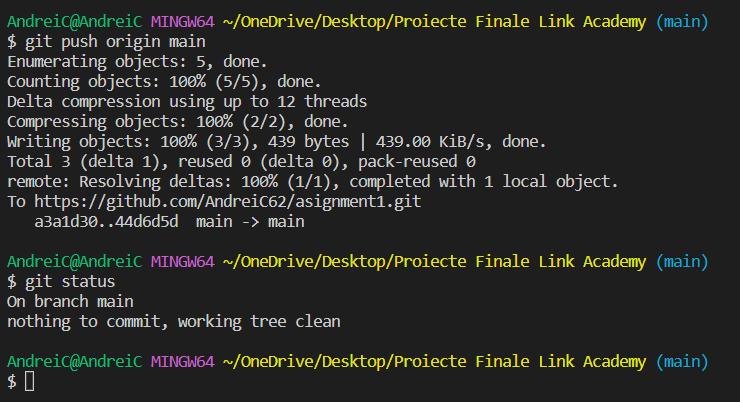 AndreiC@AndreiC MINGW64 ~/OneDrive/Desktop/Proiecte Finale Link Academy (main)
$ git push origin main
Enumerating objects: 5, done.
Counting objects: 100% (5/5), done.
Delta compression using up to 12 threads
Compressing objects: 100% (2/2), done.
Writing objects: 100% (3/3), 439 bytes | 439.00 KiB/s, done.
Total 3 (delta 1), reused 0 (delta 0), pack-reused 0
remote: Resolving deltas: 100% (1/1), completed with 1 local object.
To https://github.com/AndreiC62/asignment1.git
   a3a1d30..44d6d5d  main -> main

AndreiC@AndreiC MINGW64 ~/OneDrive/Desktop/Proiecte Finale Link Academy (main)
$ git status
On branch main
nothing to commit, working tree clean

AndreiC@AndreiC MINGW64 ~/OneDrive/Desktop/Proiecte Finale Link Academy (main)
$